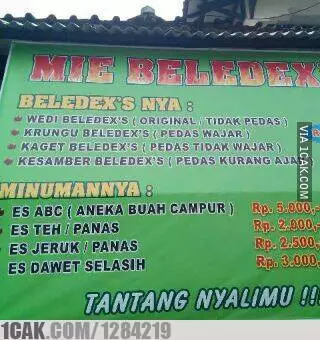 MIE BELEDEX'
BELEDEX'S NYA :
WEDI BELEDEX'S ( ORIGINAL / TIDAK PEDAS )
KRUNGU BELEDEX'S ( PEDAS WAJAR )
KAGET BELEDEX'S ( PEDAS TIDAK WAJAR )
KESAMBER BELEDEX'S ( PEDAS KURANG AJA
MINUMANNYA :
ES ABC ( ANEKA BUAH CAMPUR ) Rp. 5.000,-
ES TEH / PANAS Rp. 2.000,-
ES JERUK / PANAS Rp. 2.500,-
ES DAWET SELASIH Rp. 3.000,
TANTANG NYALIMU !!!
VIA 1CAK.COM
1CAK.COM/1284219